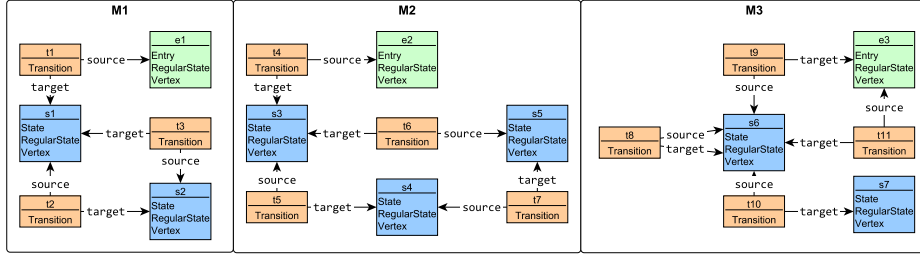 M1
M2
M3
t1
Transition
source
e1
Entry
RegularState
Vertex
target
s1
State
RegularState
Vertex
target
t3
Transition
source
source
t2
Transition
target
s2
State
RegularState
Vertex
t4
Transition
source
e2
Entry
RegularState
Vertex
target
s3
State
RegularState
Vertex
target
t6
Transition
source
s5
State
RegularState
Vertex
source
target
t5
Transition
target
s4
State
RegularState
Vertex
source
t7
Transition
t9
Transition
target
e3
Entry
RegularState
Vertex
source
source
t8
Transition
source
target
s6
State
RegularState
Vertex
target
t11
Transition
source
t10
Transition
target
s7
State
RegularState
Vertex